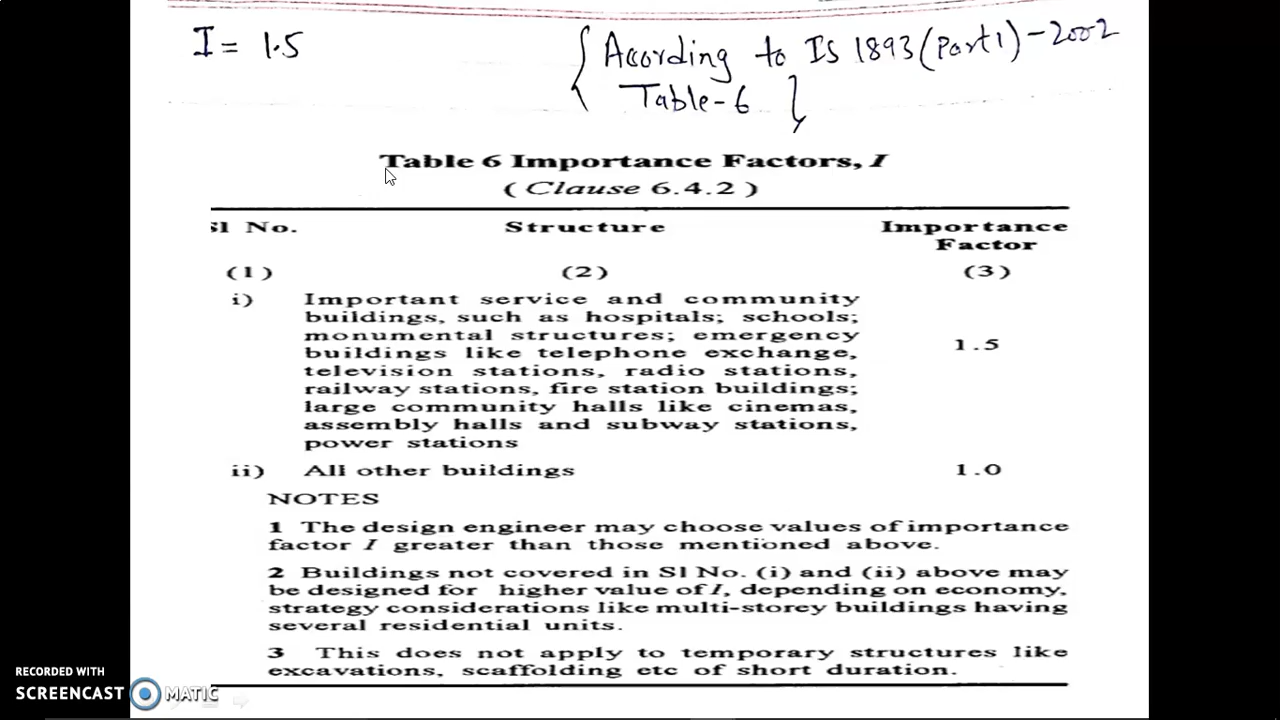 I = 1.5
{ Acording to IS 1893 (Part 1) - 2002
Table - 6 }
Table 6 Importance Factors, I
( Clause 6.4.2 )
Sl No. Structure Importance Factor
(1) (2) (3)
i) Important service and community
buildings, such as hospitals; schools;
monumental structures; emergency
buildings like telephone exchange, 1.5
television stations, radio stations,
railway stations, fire station buildings;
large community halls like cinemas,
assembly halls and subway stations,
power stations
ii) All other buildings 1.0
NOTES
1 The design engineer may choose values of importance
factor I greater than those mentioned above.
2 Buildings not covered in Sl No. (i) and (ii) above may
be designed for higher value of I, depending on economy,
strategy considerations like multi-storey buildings having
several residential units.
3 This does not apply to temporary structures like
excavations, scaffolding etc of short duration.
RECORDED WITH
SCREENCAST MATIC